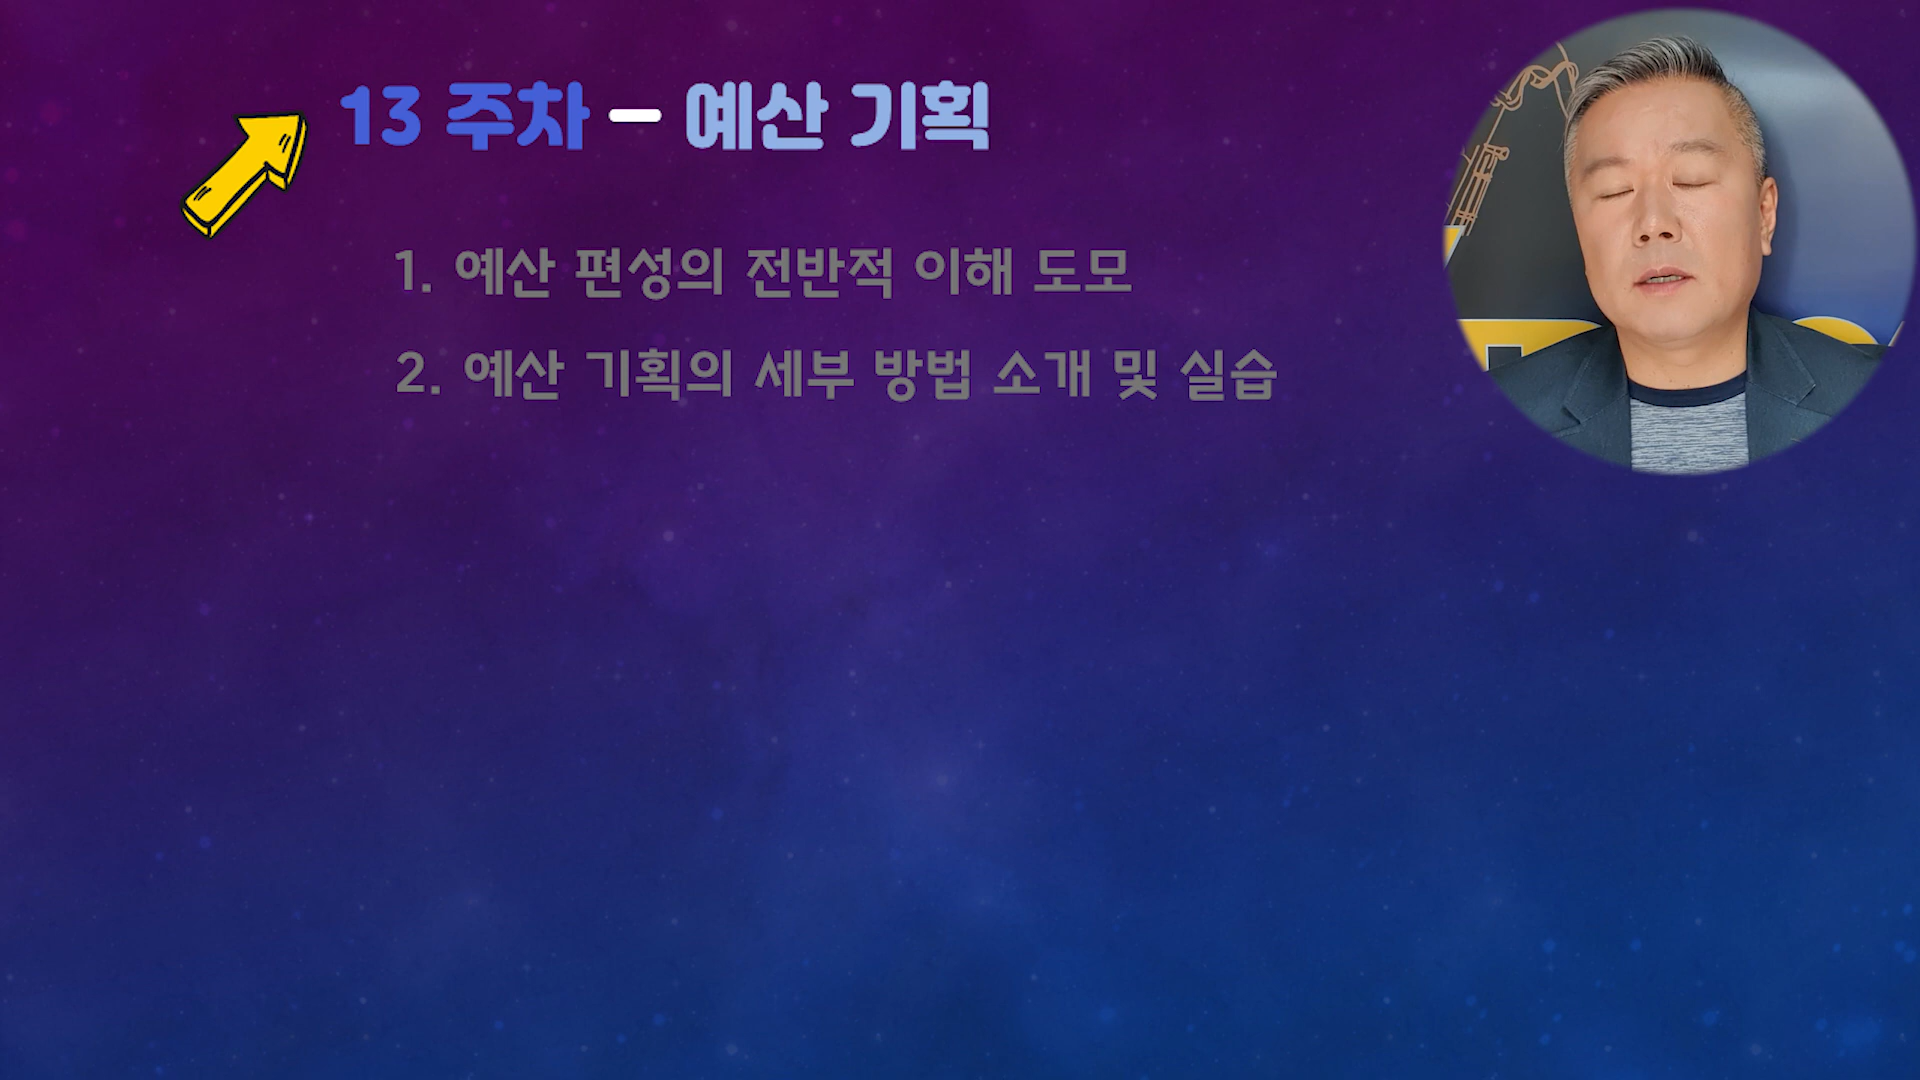 13 주차 – 예산 기획
1. 예산 편성의 전반적 이해 도모
2. 예산 기획의 세부 방법 소개 및 실습